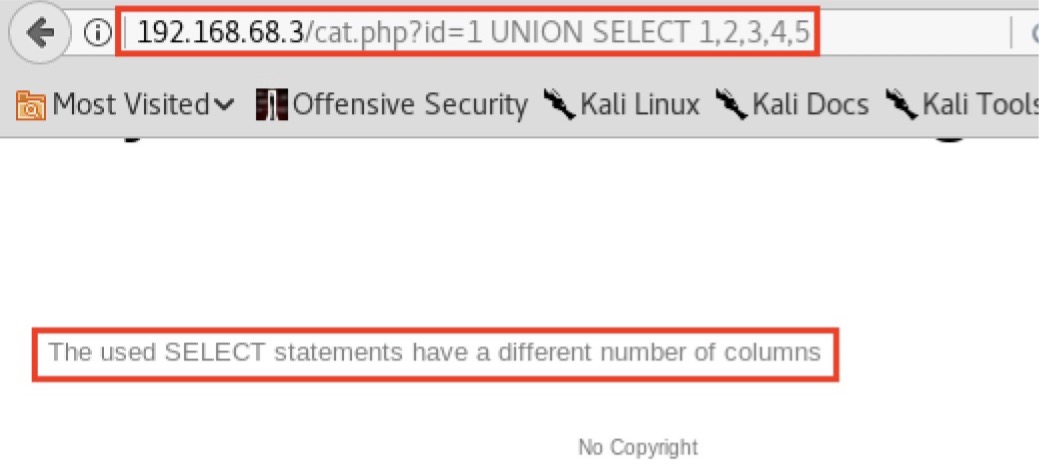 192.168.68.3/cat.php?id=1 UNION SELECT 1,2,3,4,5
Most Visited Offensive Security Kali Linux Kali Docs Kali Tools
The used SELECT statements have a different number of columns
No Copyright